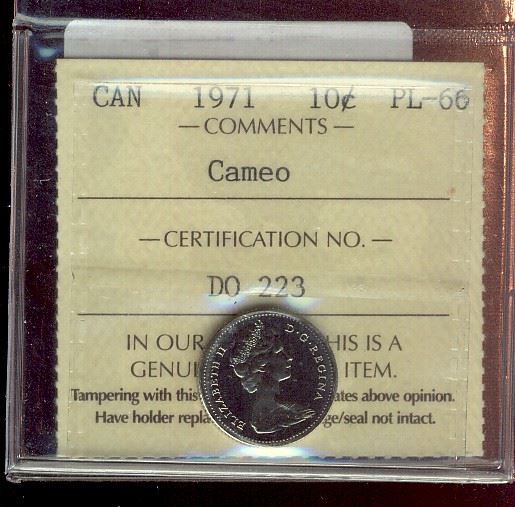 CAN 1971 10¢ PL-66
— COMMENTS —
Cameo
— CERTIFICATION NO. —
DO 223
IN OUR HIS IS A
GENUI ITEM.
Tampering with this ates above opinion.
Have holder repla ge/seal not intact.
ELIZABETH II D·G·REGINA